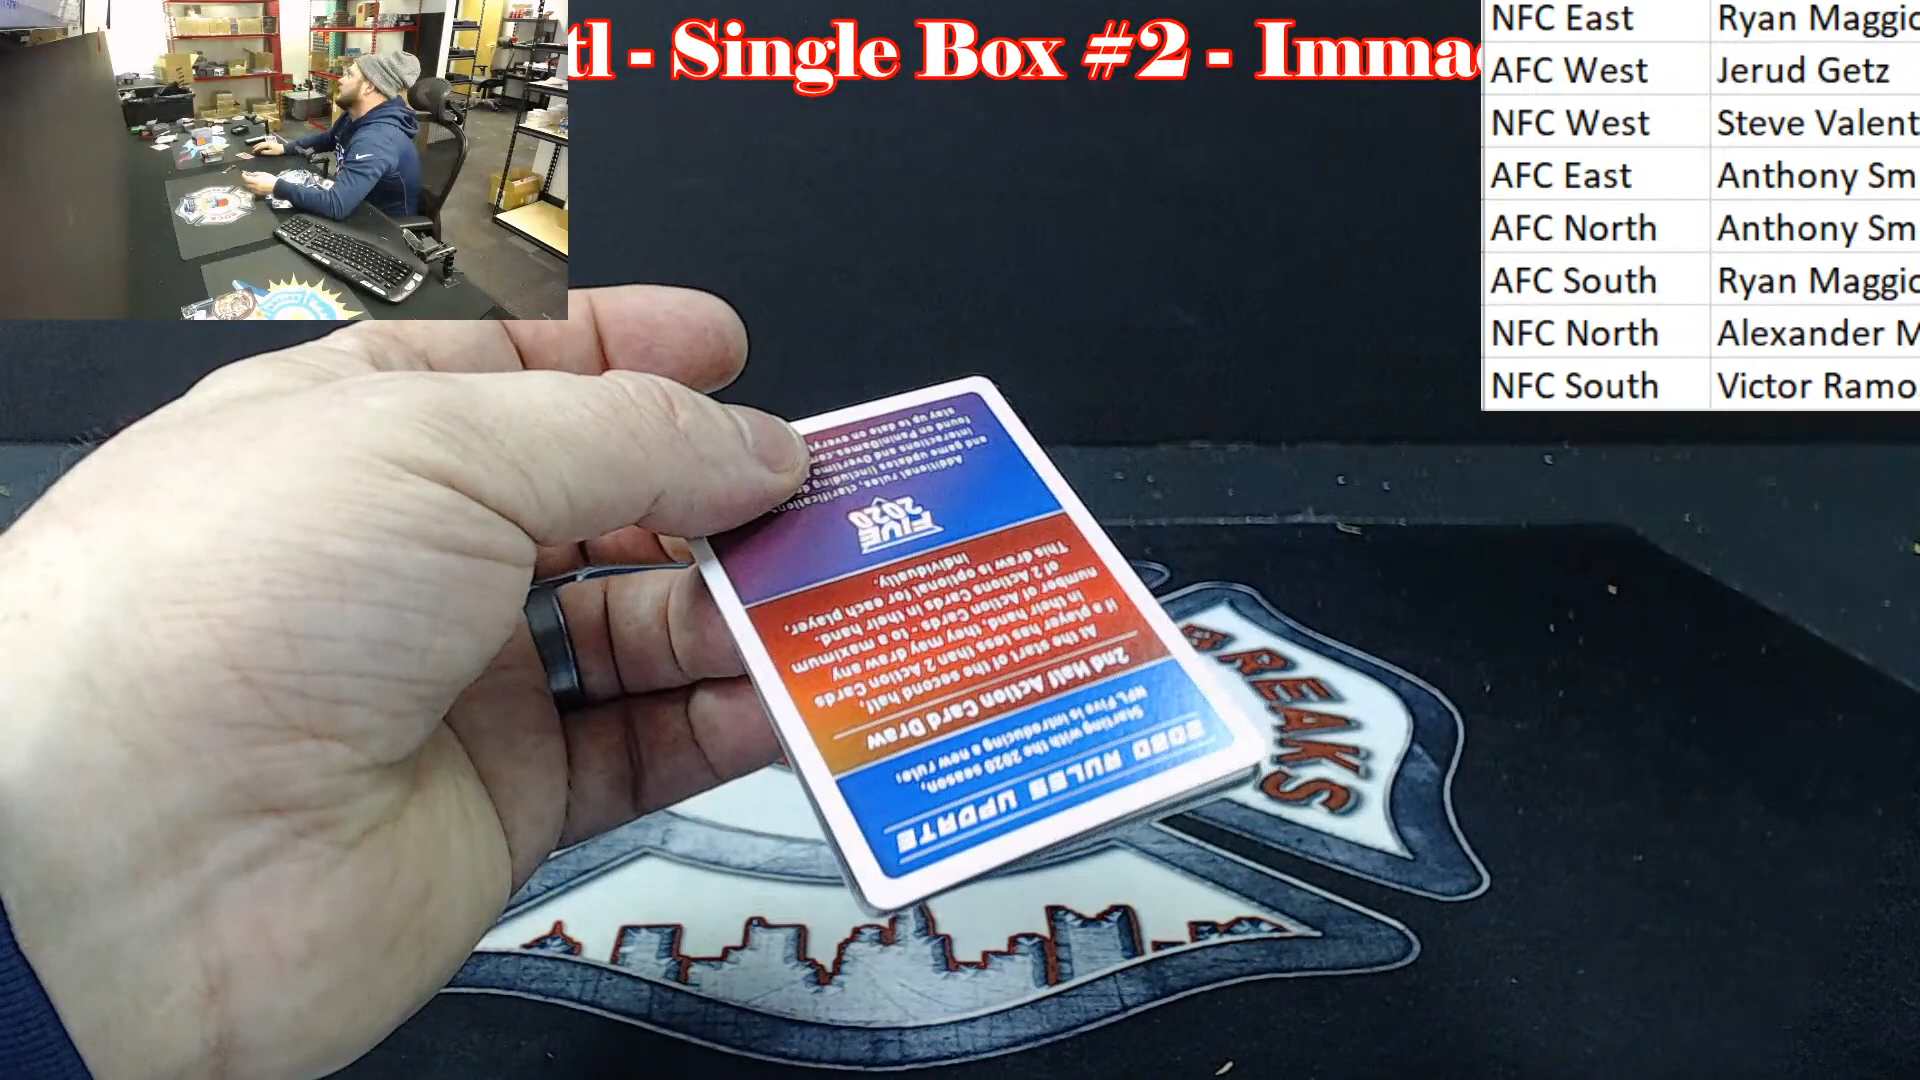 tl - Single Box #2 - Imma
NFC East Ryan Maggio
AFC West Jerud Getz
NFC West Steve Valent
AFC East Anthony Sm
AFC North Anthony Sm
AFC South Ryan Maggio
NFC North Alexander M
NFC South Victor Ramo
2020 RULES UPDATE
Starting with the 2020 season,
NFL Five is introducing a new rule:
2nd Half Action Card Draw
At the start of the second half,
if a player has less than 2 Action Cards
in their hand, they may draw any
number of Action Cards - to a maximum
of 2 Actions Cards in their hand.
This draw is optional for each player,
individually.
FIVE
2020
Additional rules, clarifications
and game updates (including
interactions and Overtime
found on PaniniGames.com
stay up to date on
BREAKS